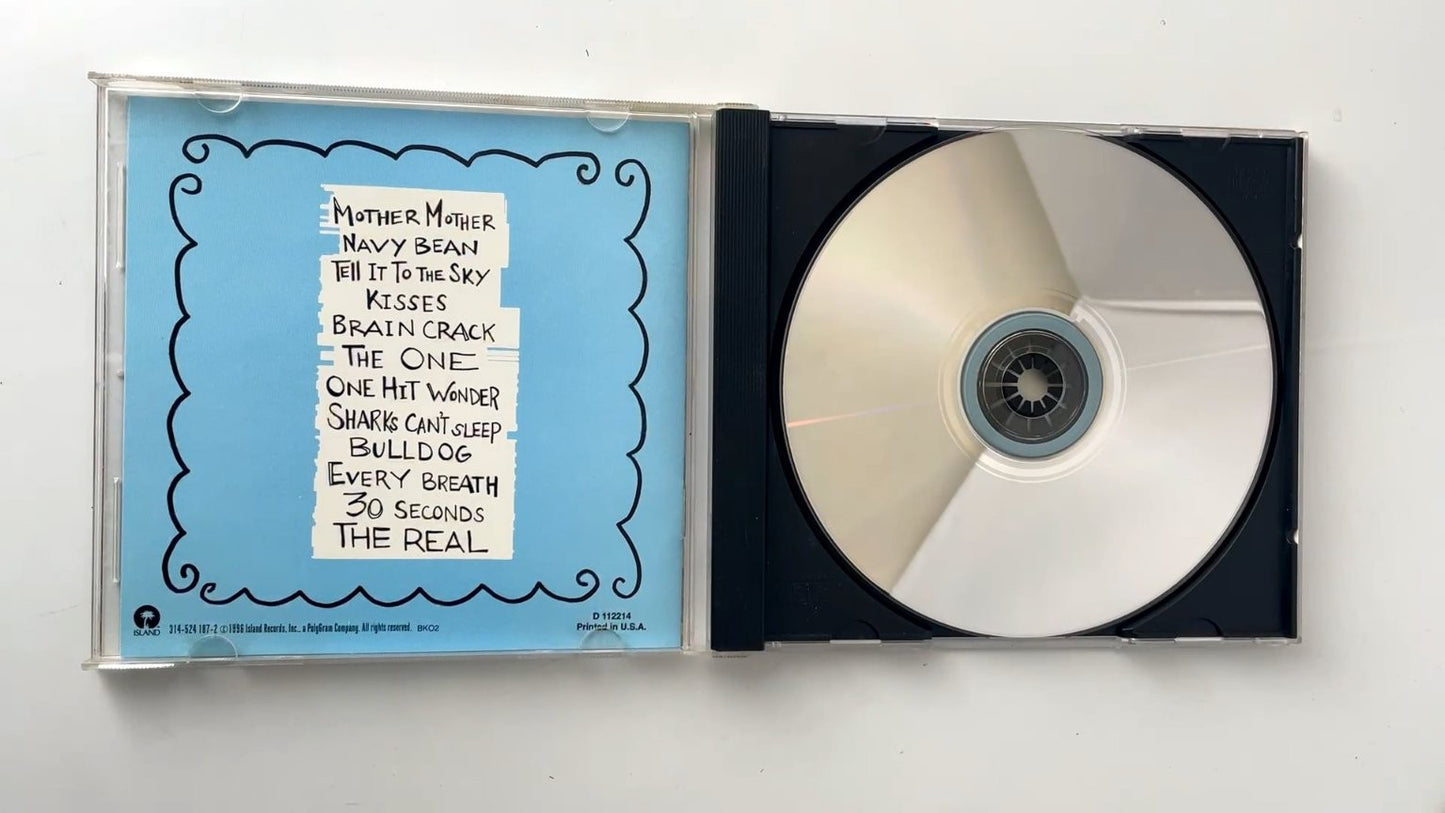 MOTHER MOTHER
NAVY BEAN
TELL IT TO THE SKY
KISSES
BRAIN CRACK
THE ONE
ONE HIT WONDER
SHARKS CAN'T SLEEP
BULLDOG
EVERY BREATH
30 SECONDS
THE REAL
ISLAND
314-524 187-2 ©1996 Island Records, Inc., a PolyGram Company. All rights reserved. BKO2
D 112214
Printed in U.S.A.